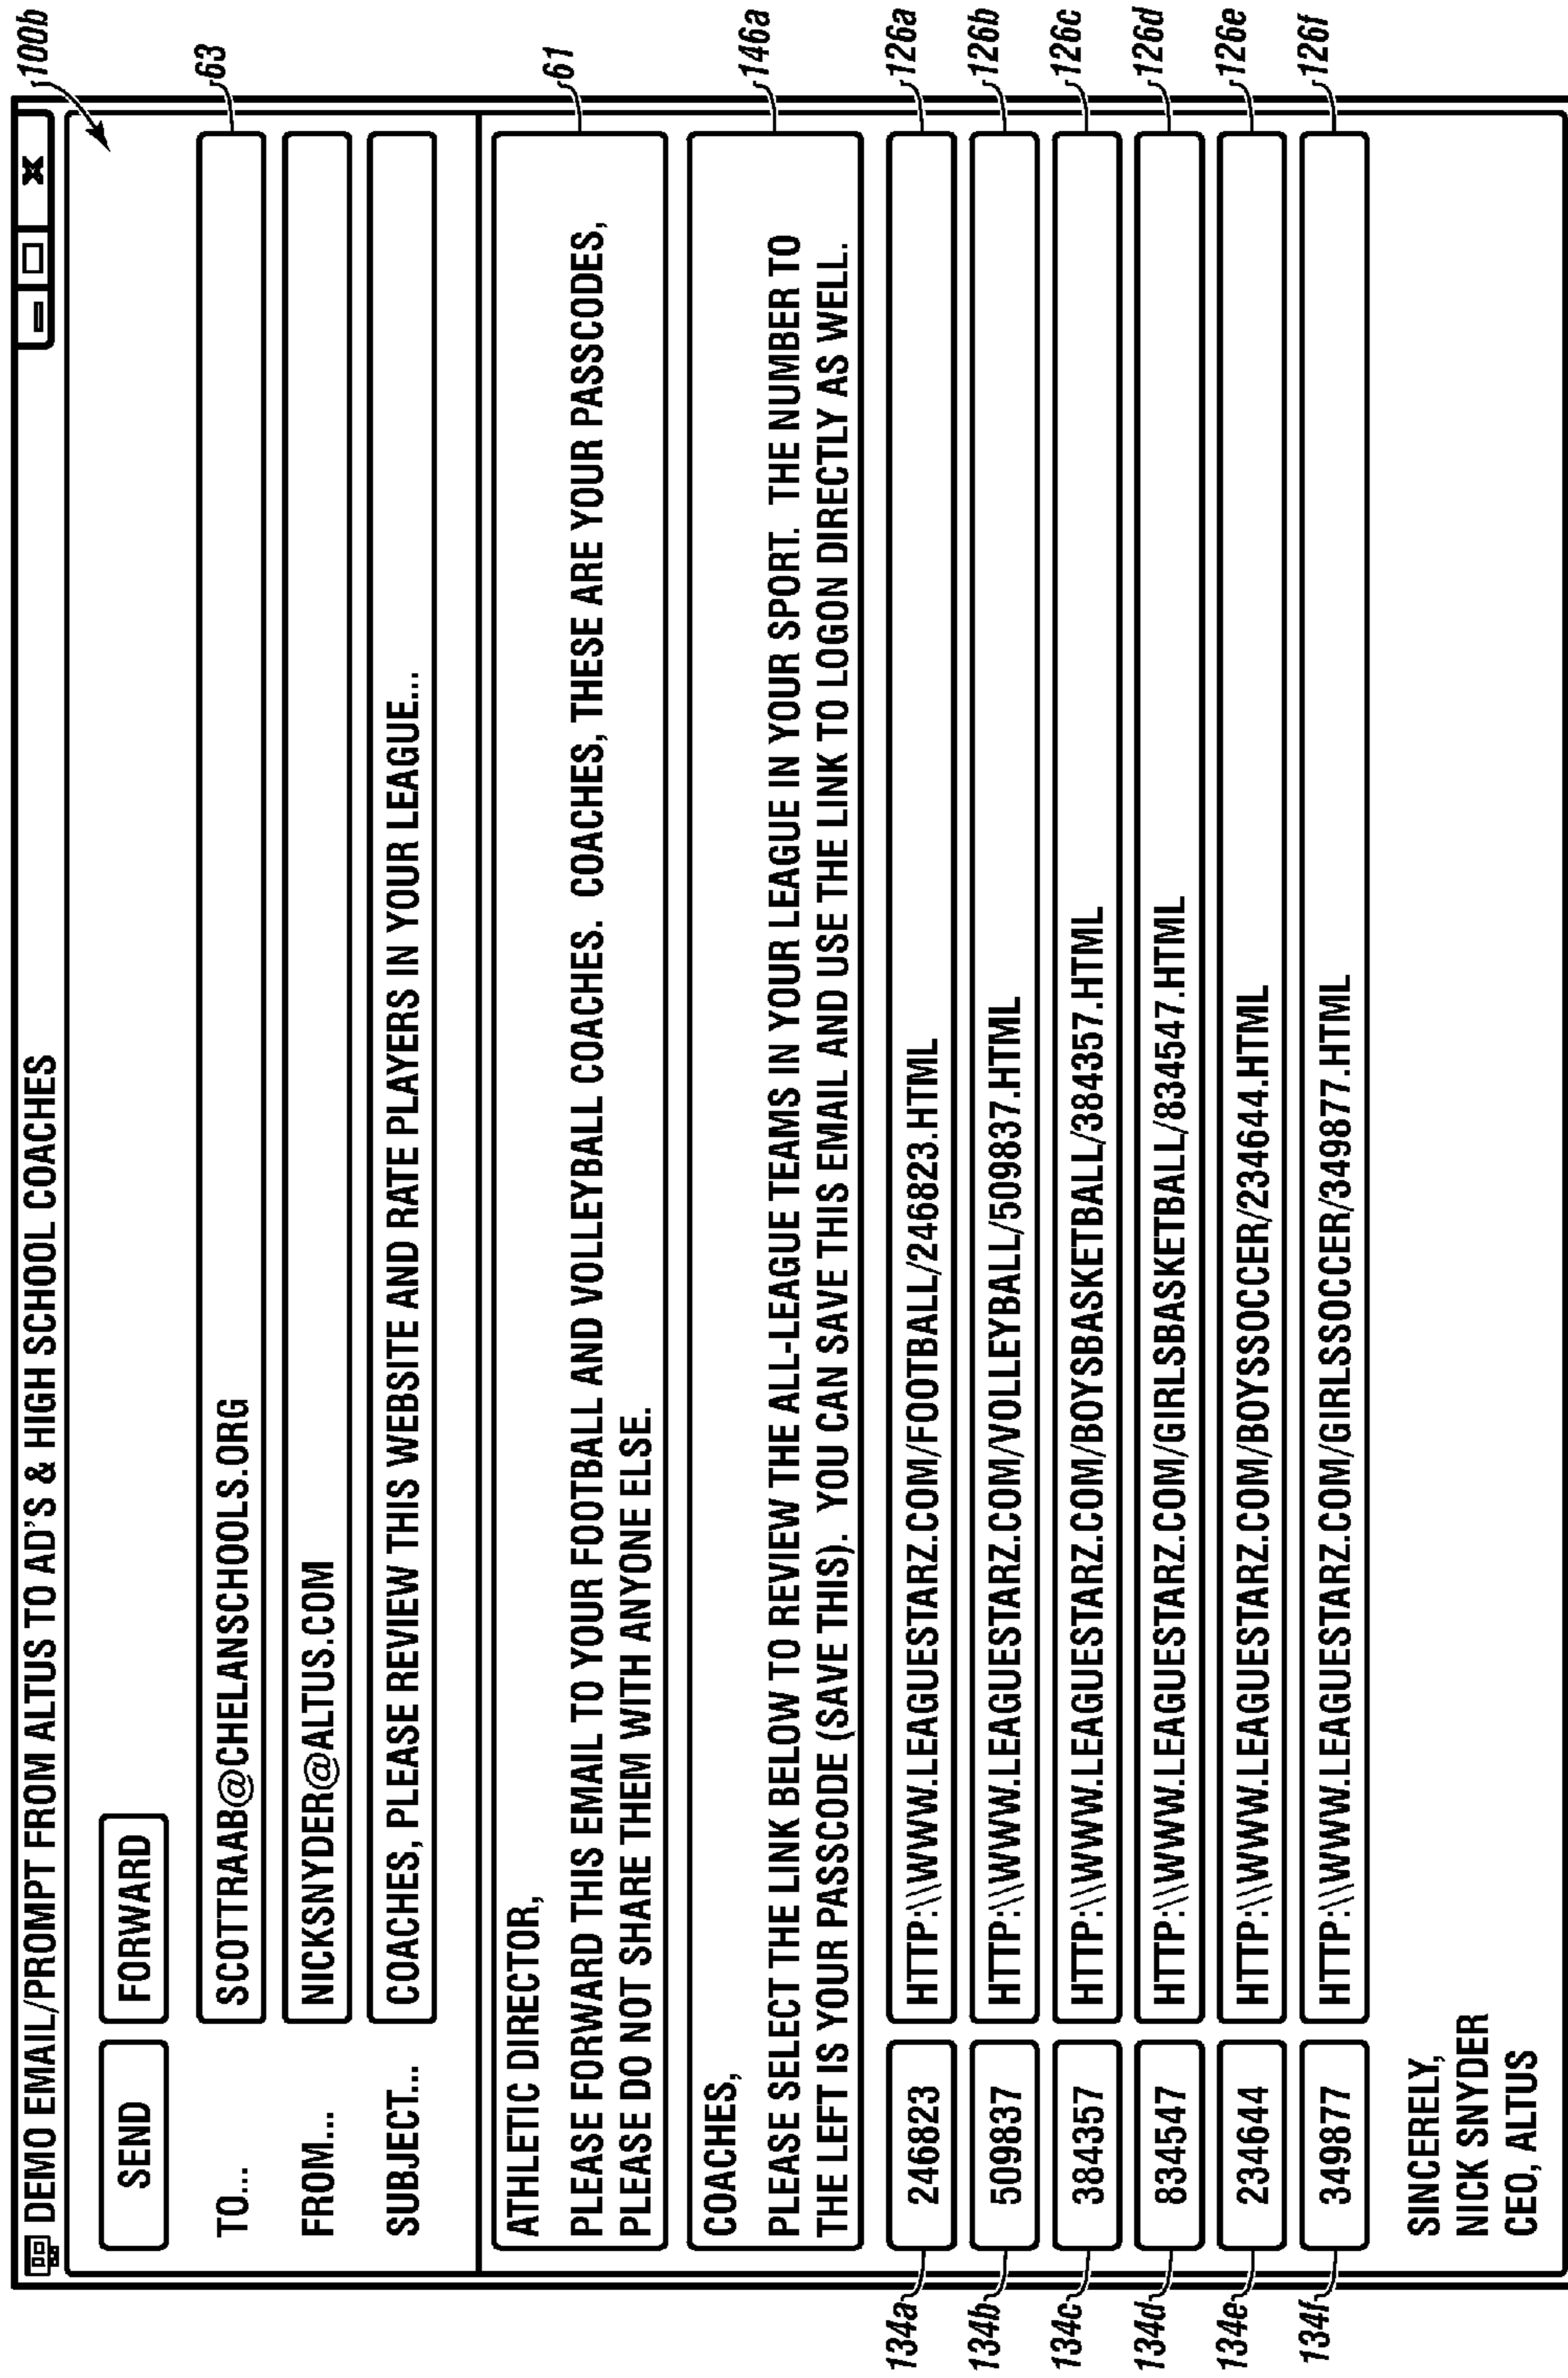 DEMO EMAIL/PROMPT FROM ALTUS TO AD'S & HIGH SCHOOL COACHES
100b
SEND FORWARD
TO... SCOTTRAAB@CHELANSCHOOLS.ORG 63
FROM... NICKSNYDER@ALTUS.COM
SUBJECT... COACHES, PLEASE REVIEW THIS WEBSITE AND RATE PLAYERS IN YOUR LEAGUE...
ATHLETIC DIRECTOR, 61
PLEASE FORWARD THIS EMAIL TO YOUR FOOTBALL AND VOLLEYBALL COACHES. COACHES, THESE ARE YOUR PASSCODES,
PLEASE DO NOT SHARE THEM WITH ANYONE ELSE.
COACHES, 146a
PLEASE SELECT THE LINK BELOW TO REVIEW THE ALL-LEAGUE TEAMS IN YOUR LEAGUE IN YOUR SPORT. THE NUMBER TO
THE LEFT IS YOUR PASSCODE (SAVE THIS). YOU CAN SAVE THIS EMAIL AND USE THE LINK TO LOGON DIRECTLY AS WELL.
134a 246823 HTTP:\\WWW.LEAGUESTARZ.COM/FOOTBALL/246823.HTML 126a
134b 509837 HTTP:\\WWW.LEAGUESTARZ.COM/VOLLEYBALL/509837.HTML 126b
134c 384357 HTTP:\\WWW.LEAGUESTARZ.COM/BOYSBASKETBALL/384357.HTML 126c
134d 834547 HTTP:\\WWW.LEAGUESTARZ.COM/GIRLSBASKETBALL/834547.HTML 126d
134e 234644 HTTP:\\WWW.LEAGUESTARZ.COM/BOYSSOCCER/234644.HTML 126e
134f 349877 HTTP:\\WWW.LEAGUESTARZ.COM/GIRLSSOCCER/349877.HTML 126f
SINCERELY,
NICK SNYDER
CEO, ALTUS